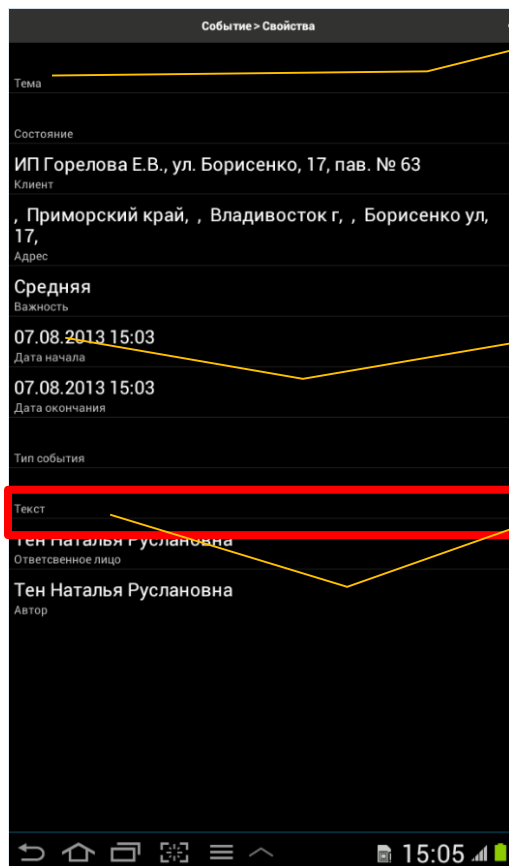 Событие > Свойства
Тема
Состояние
ИП Горелова Е.В., ул. Борисенко, 17, пав. № 63
Клиент
, Приморский край, , Владивосток г, , Борисенко ул,
17,
Адрес
Средняя
Важность
07.08.2013 15:03
Дата начала
07.08.2013 15:03
Дата окончания
Тип события
Текст
Тен Наталья Руслановна
Ответсвенное лицо
Тен Наталья Руслановна
Автор
15:05